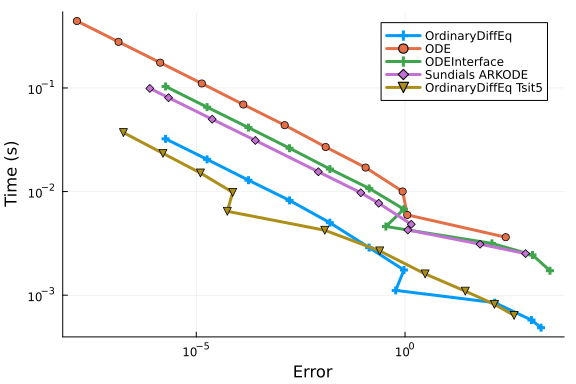 OrdinaryDiffEq
ODE
ODEInterface
Sundials ARKODE
OrdinaryDiffEq Tsit5
10⁻¹
10⁻²
10⁻³
Time (s)
10⁻⁵
10⁰
Error